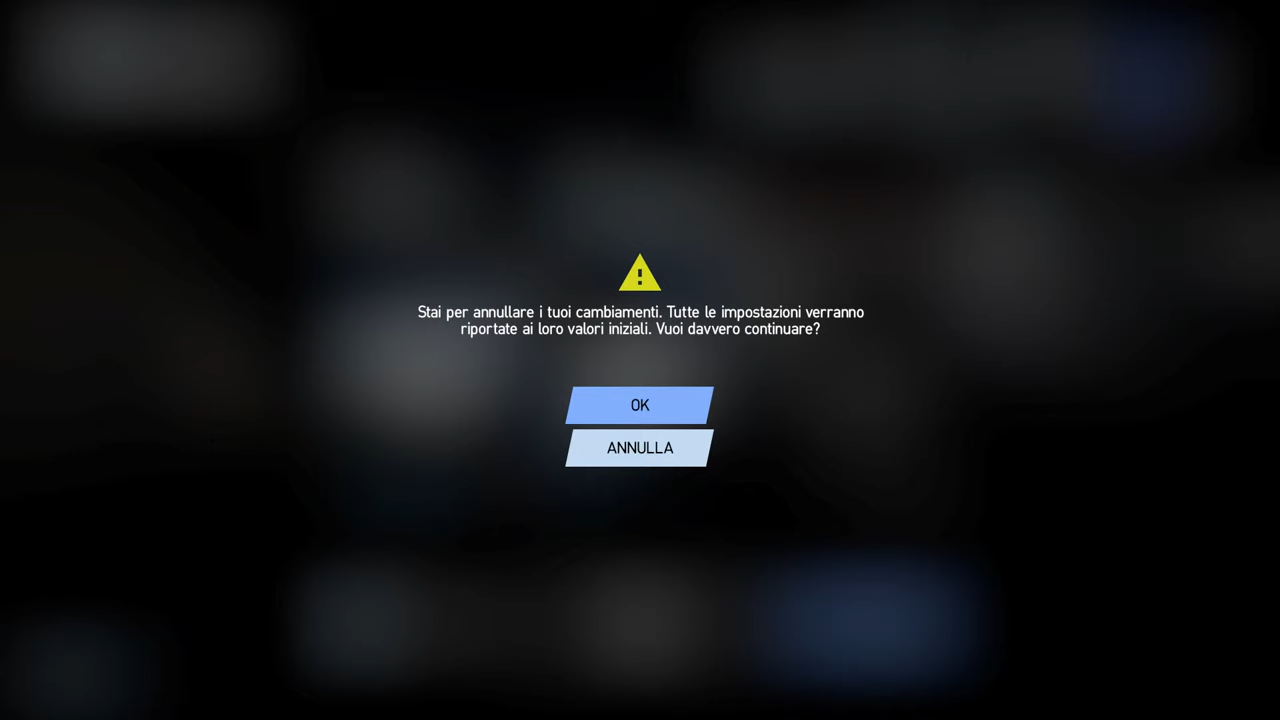 Stai per annullare i tuoi cambiamenti. Tutte le impostazioni verranno
riportate ai loro valori iniziali. Vuoi davvero continuare?
OK
ANNULLA